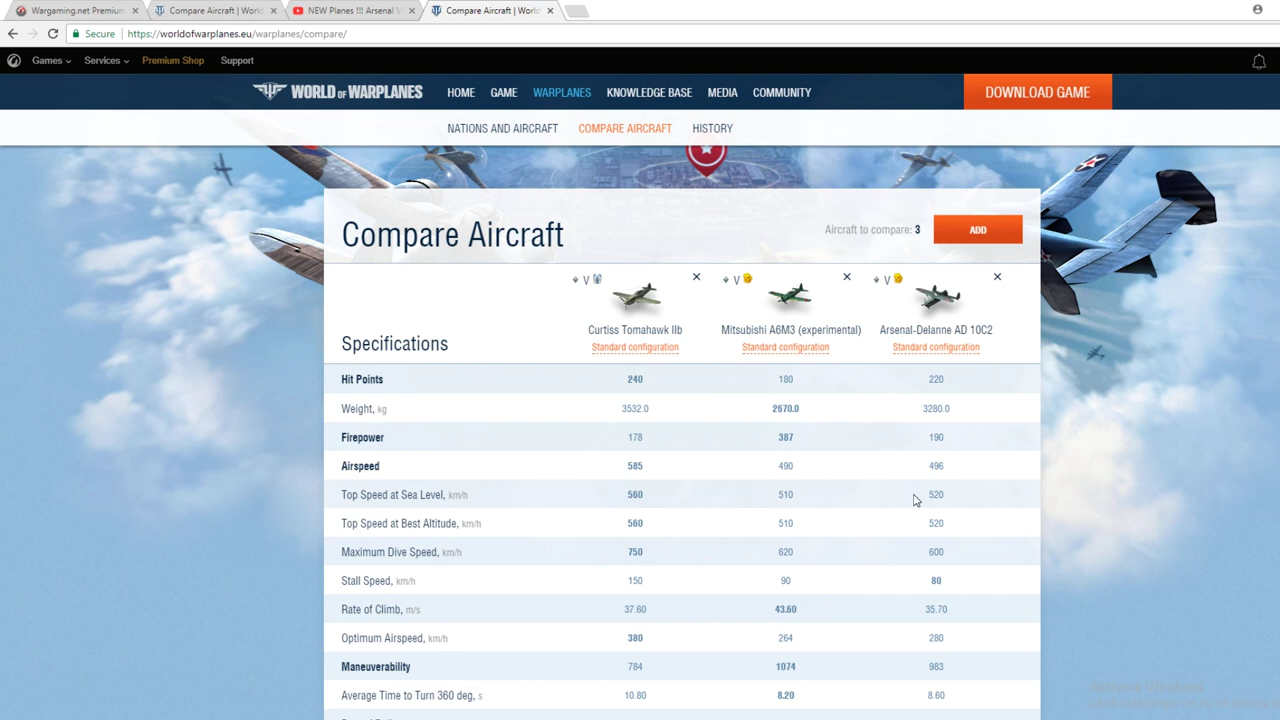 Wargaming.net Premium
Compare Aircraft | Worl
NEW Planes !!! Arsenal V
Compare Aircraft | Worl
Secure
https://worldofwarplanes.eu/warplanes/compare/
Games Services Premium Shop Support
WORLD OF WARPLANES
HOME GAME WARPLANES KNOWLEDGE BASE MEDIA COMMUNITY
DOWNLOAD GAME
NATIONS AND AIRCRAFT COMPARE AIRCRAFT HISTORY
Compare Aircraft
Aircraft to compare: 3
ADD
V V V
Curtiss Tomahawk IIb Mitsubishi A6M3 (experimental) Arsenal-Delanne AD 10C2
Specifications
Standard configuration Standard configuration Standard configuration
Hit Points 240 180 220
Weight, kg 3532.0 2670.0 3280.0
Firepower 178 387 190
Airspeed 585 490 496
Top Speed at Sea Level, km/h 560 510 520
Top Speed at Best Altitude, km/h 560 510 520
Maximum Dive Speed, km/h 750 620 600
Stall Speed, km/h 150 90 80
Rate of Climb, m/s 37.60 43.60 35.70
Optimum Airspeed, km/h 380 264 280
Maneuverability 784 1074 983
Average Time to Turn 360 deg, s 10.80 8.20 8.60